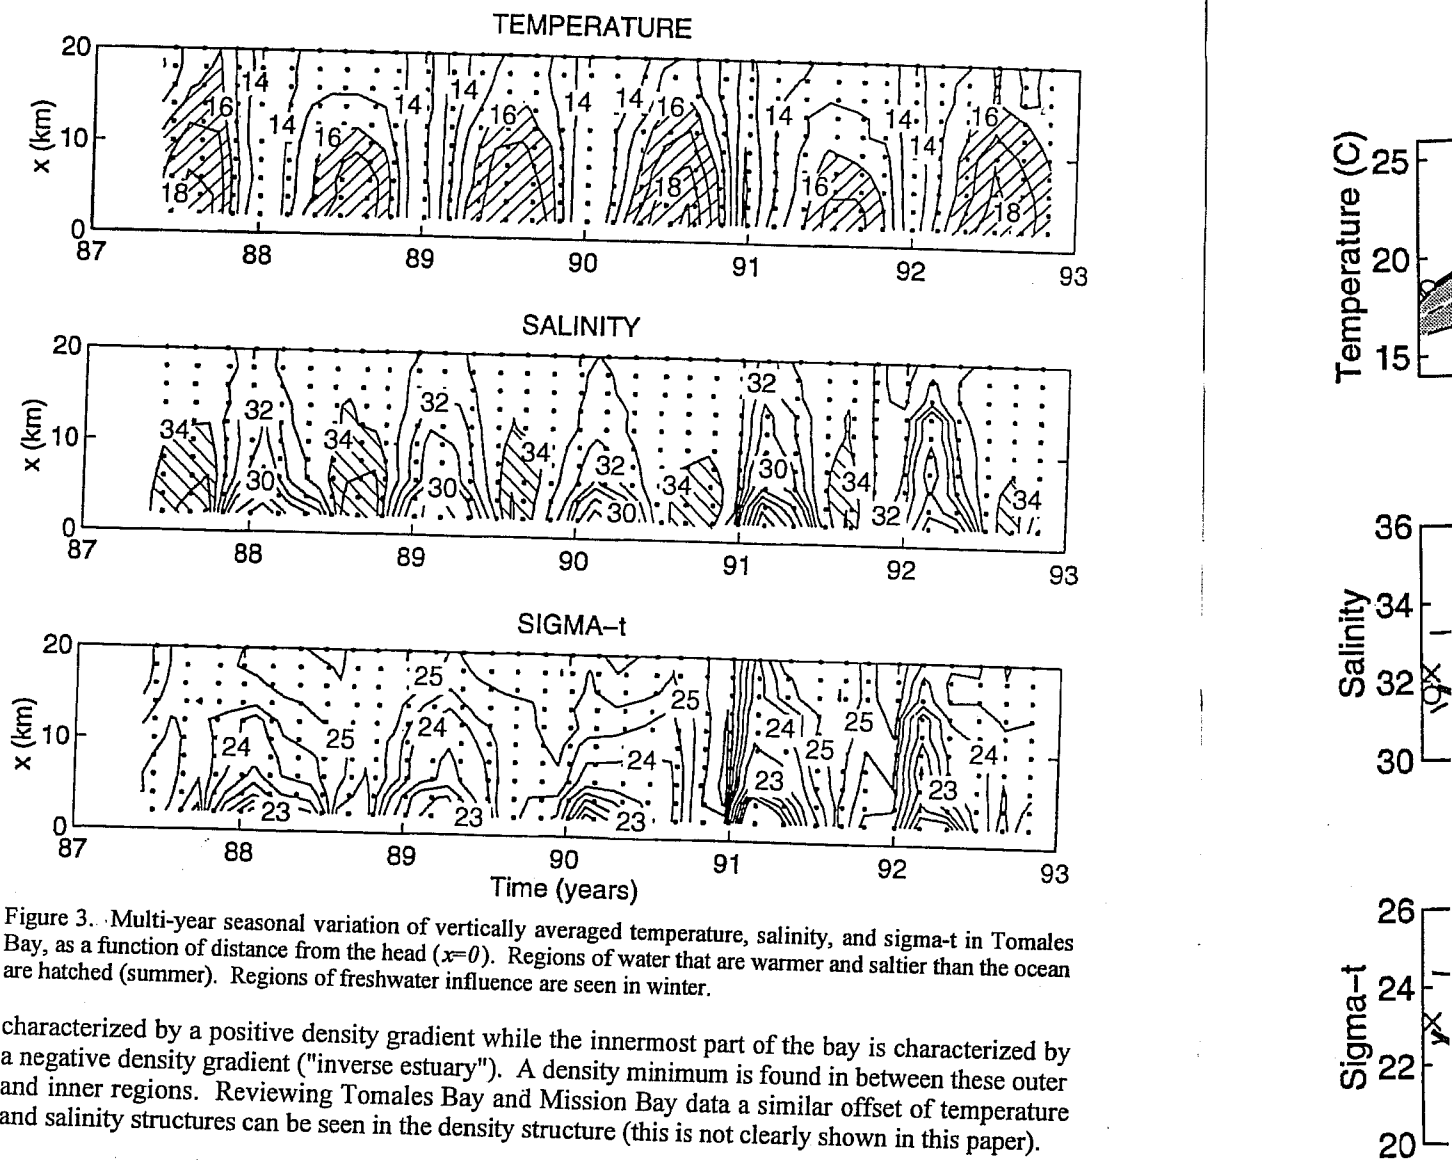 TEMPERATURE
20
10
0
x (km)
18 16 14 14 16 14 14 16 14 14 16 18 14 16 14 14 16 18
87 88 89 90 91 92 93
SALINITY
20
10
0
x (km)
34 32 30 34 32 30 34 32 30 34 32 30 34 32 34
87 88 89 90 91 92 93
SIGMA–t
20
10
0
x (km)
24 23 25 25 24 23 25 24 23 24 23 25 25 23 24
87 88 89 90 91 92 93
Time (years)
Figure 3. Multi-year seasonal variation of vertically averaged temperature, salinity, and sigma-t in Tomales
Bay, as a function of distance from the head (x=0). Regions of water that are warmer and saltier than the ocean
are hatched (summer). Regions of freshwater influence are seen in winter.
characterized by a positive density gradient while the innermost part of the bay is characterized by
a negative density gradient ("inverse estuary"). A density minimum is found in between these outer
and inner regions. Reviewing Tomales Bay and Mission Bay data a similar offset of temperature
and salinity structures can be seen in the density structure (this is not clearly shown in this paper).
Temperature (C)
25
20
15
Salinity
36
34
32
30
Sigma–t
26
24
22
20